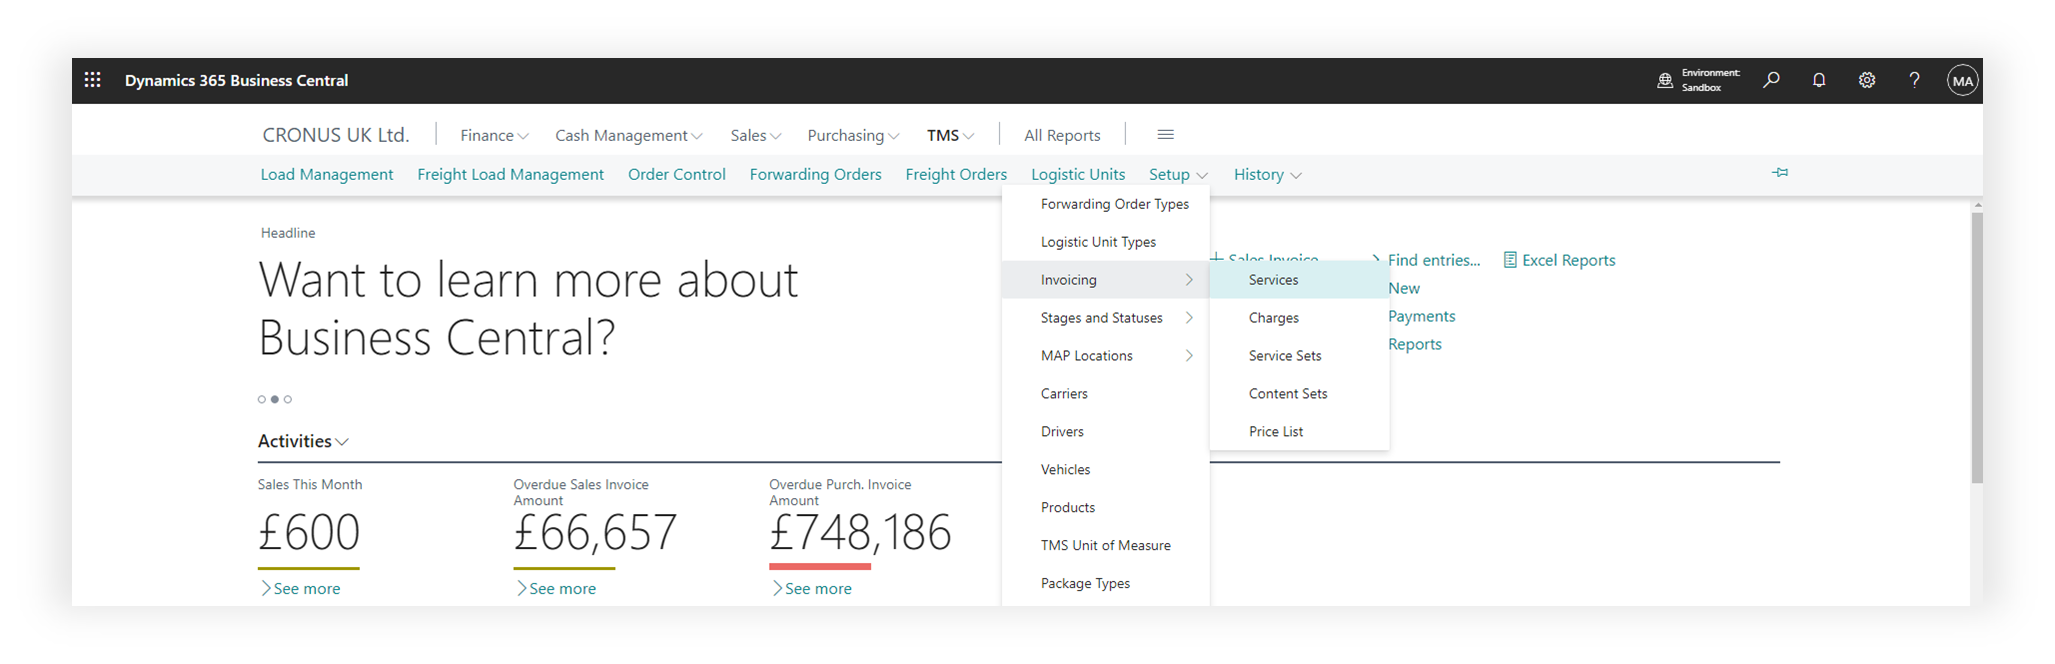 Dynamics 365 Business Central
Environment:
Sandbox
?
MA
CRONUS UK Ltd.
Finance
Cash Management
Sales
Purchasing
TMS
All Reports
Load Management
Freight Load Management
Order Control
Forwarding Orders
Freight Orders
Logistic Units
Setup
History
Forwarding Order Types
Logistic Unit Types
Invoicing
Stages and Statuses
MAP Locations
Carriers
Drivers
Vehicles
Products
TMS Unit of Measure
Package Types
Services
Charges
Service Sets
Content Sets
Price List
Headline
Want to learn more about
Business Central?
Sales Invoice
Find entries...
New
Payments
Reports
Excel Reports
Activities
Sales This Month
£600
See more
Overdue Sales Invoice
Amount
£66,657
See more
Overdue Purch. Invoice
Amount
£748,186
See more